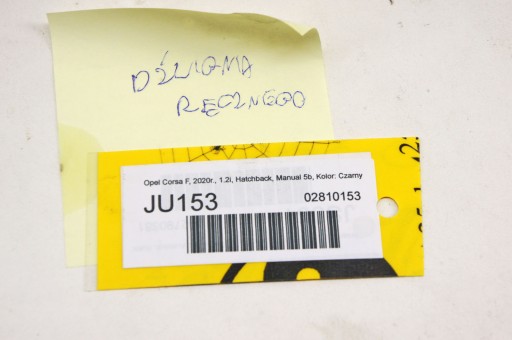 DŹWIGNIA
RĘCZNEGO
Opel Corsa F, 2020r., 1.2i, Hatchback, Manual 5b, Kolor: Czarny
JU153
02810153